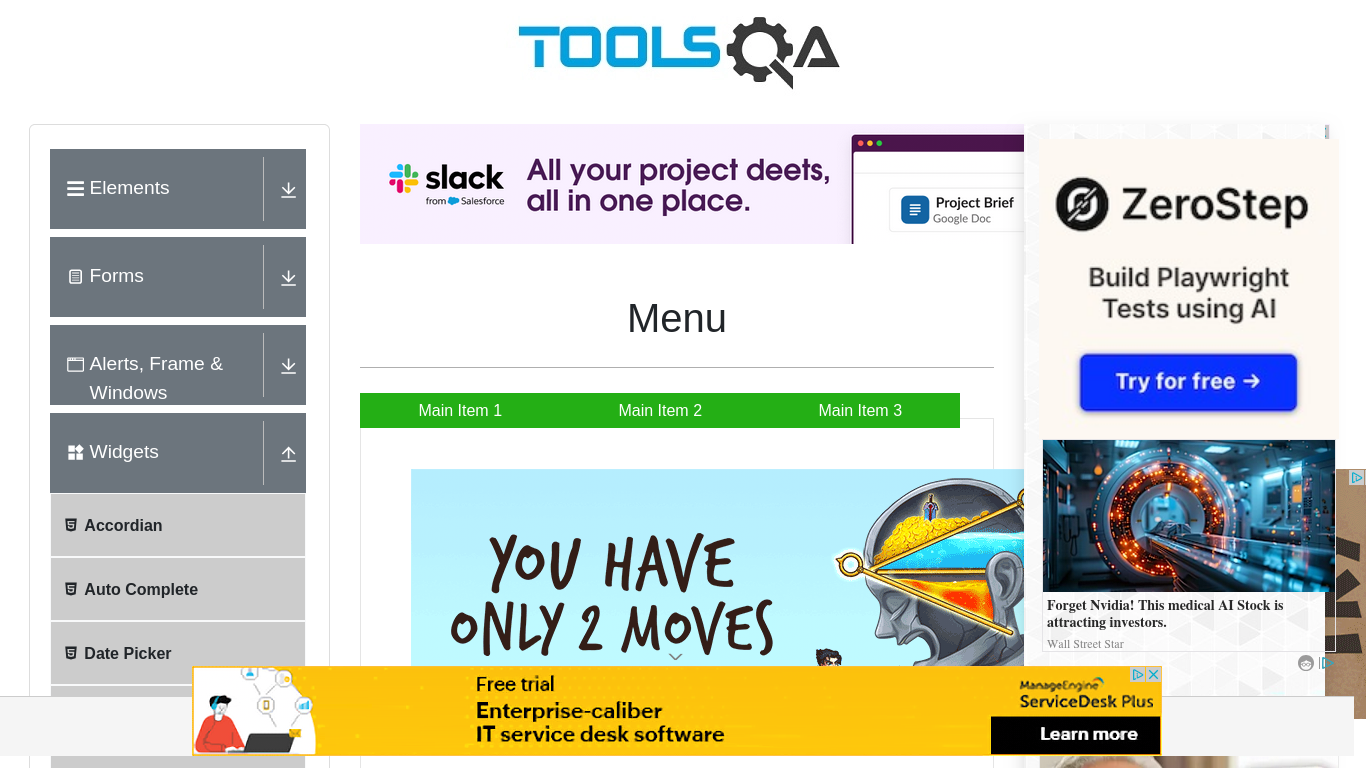 TOOLSQA
Elements
Forms
Alerts, Frame &
Windows
Widgets
Accordian
Auto Complete
Date Picker
slack
from Salesforce
All your project deets,
all in one place.
Project Brief
Google Doc
Menu
Main Item 1
Main Item 2
Main Item 3
YOU HAVE
ONLY 2 MOVES
ZeroStep
Build Playwright
Tests using AI
Try for free →
Forget Nvidia! This medical AI Stock is
attracting investors.
Wall Street Star
Free trial
Enterprise-caliber
IT service desk software
ManageEngine
ServiceDesk Plus
Learn more